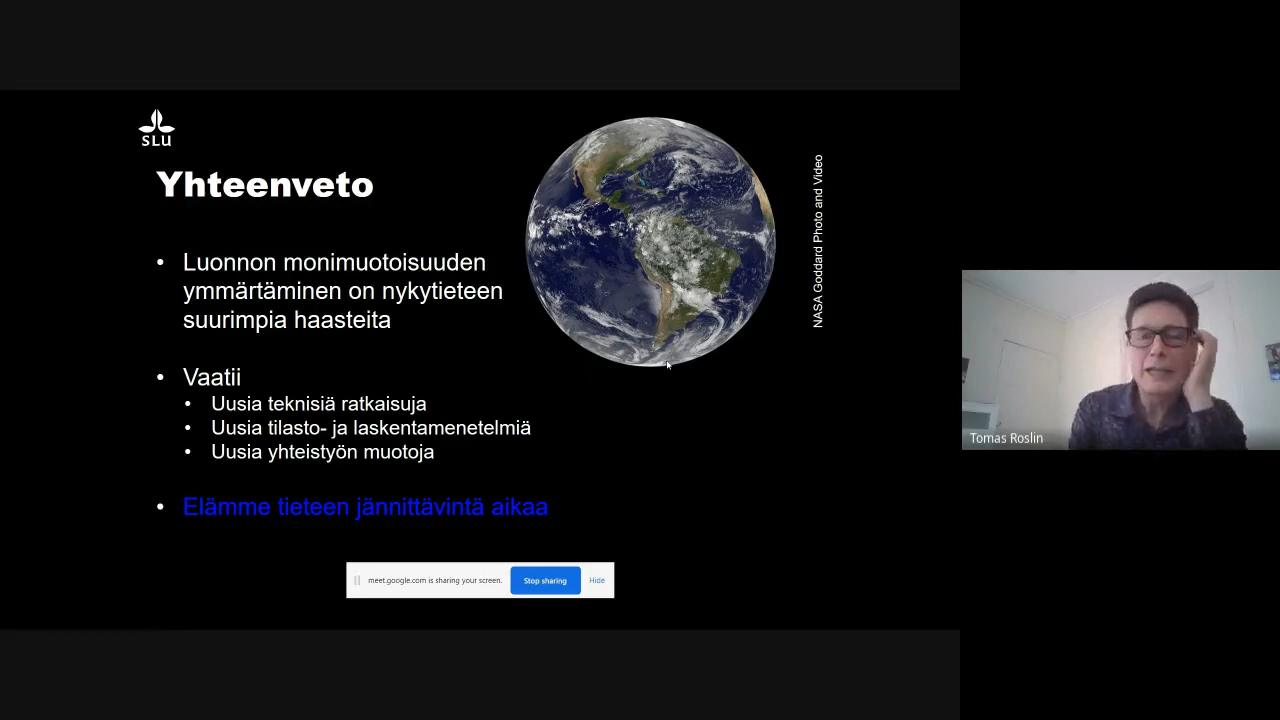 SLU
Yhteenveto
• Luonnon monimuotoisuuden
ymmärtäminen on nykytieteen
suurimpia haasteita
• Vaatii
• Uusia teknisiä ratkaisuja
• Uusia tilasto- ja laskentamenetelmiä
• Uusia yhteistyön muotoja
• Elämme tieteen jännittävintä aikaa
NASA Goddard Photo and Video
meet.google.com is sharing your screen.
Stop sharing
Hide
Tomas Roslin